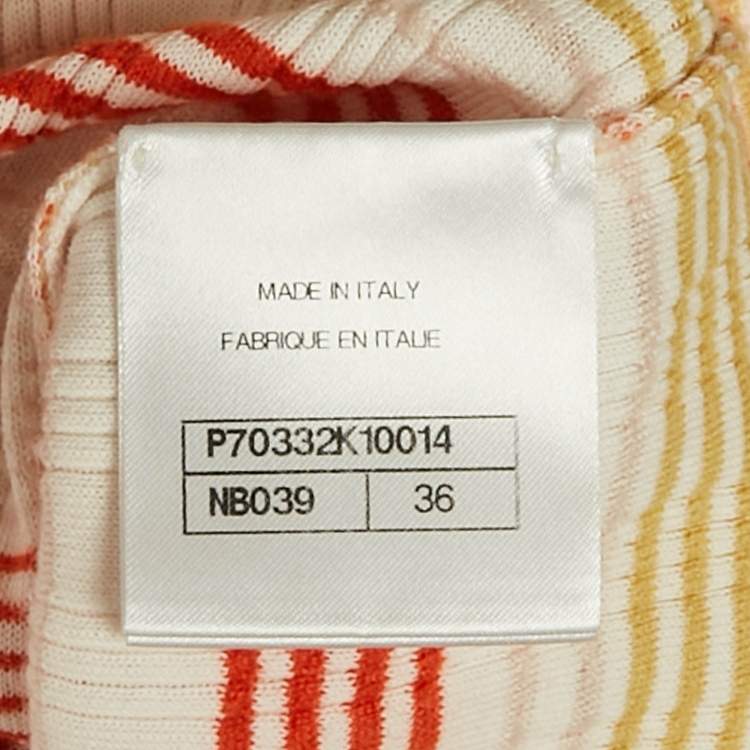 MADE IN ITALY
FABRIQUE EN ITALIE
P70332K10014
NB039 36